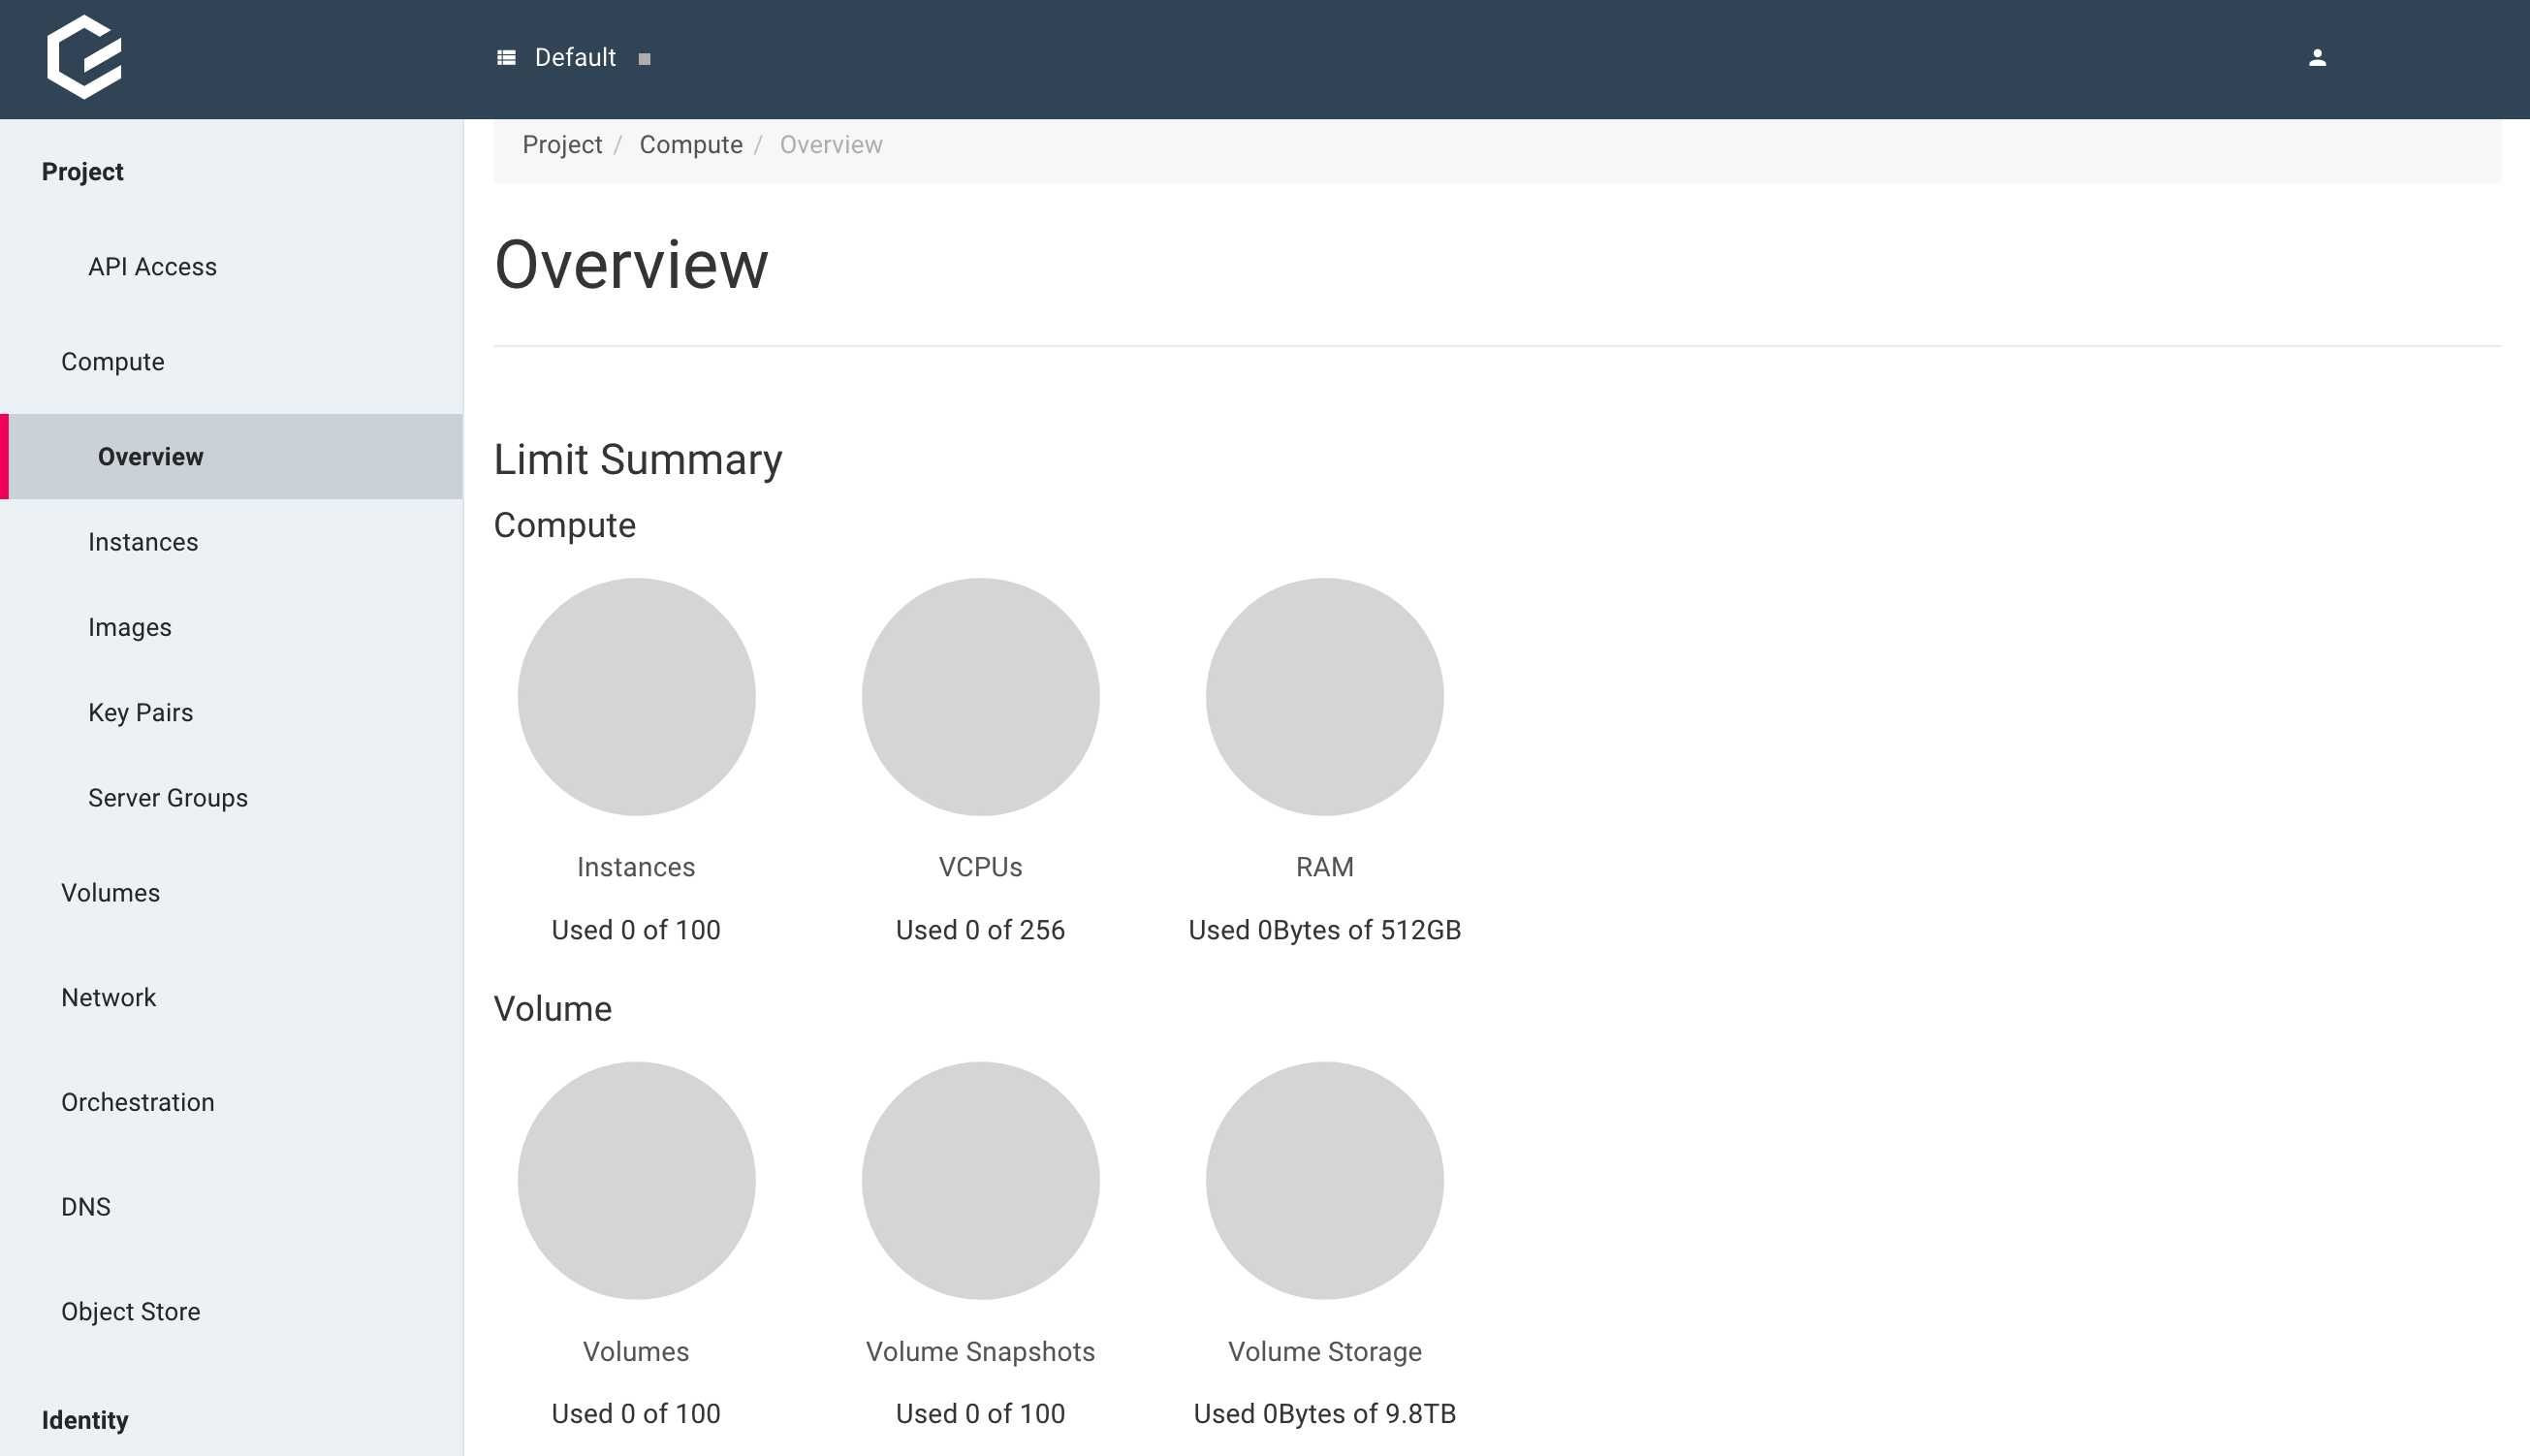 Default
Project
API Access
Compute
Overview
Instances
Images
Key Pairs
Server Groups
Volumes
Network
Orchestration
DNS
Object Store
Identity
Project / Compute / Overview
Overview
Limit Summary
Compute
Instances VCPUs RAM
Used 0 of 100 Used 0 of 256 Used 0Bytes of 512GB
Volume
Volumes Volume Snapshots Volume Storage
Used 0 of 100 Used 0 of 100 Used 0Bytes of 9.8TB